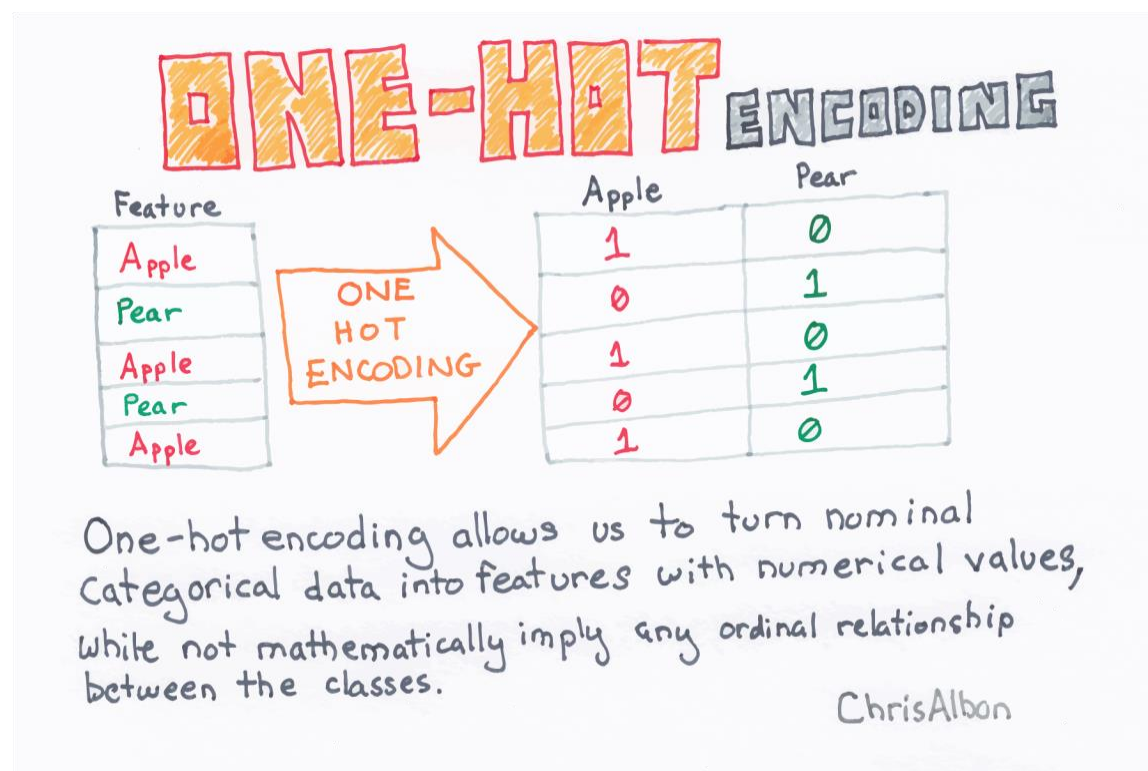 ONE-HOT ENCODING
Feature
Apple
Pear
Apple
Pear
Apple
ONE
HOT
ENCODING
Apple Pear
1 0
0 1
1 0
0 1
1 0
One-hot encoding allows us to turn nominal
categorical data into features with numerical values,
while not mathematically imply any ordinal relationship
between the classes.
ChrisAlbon